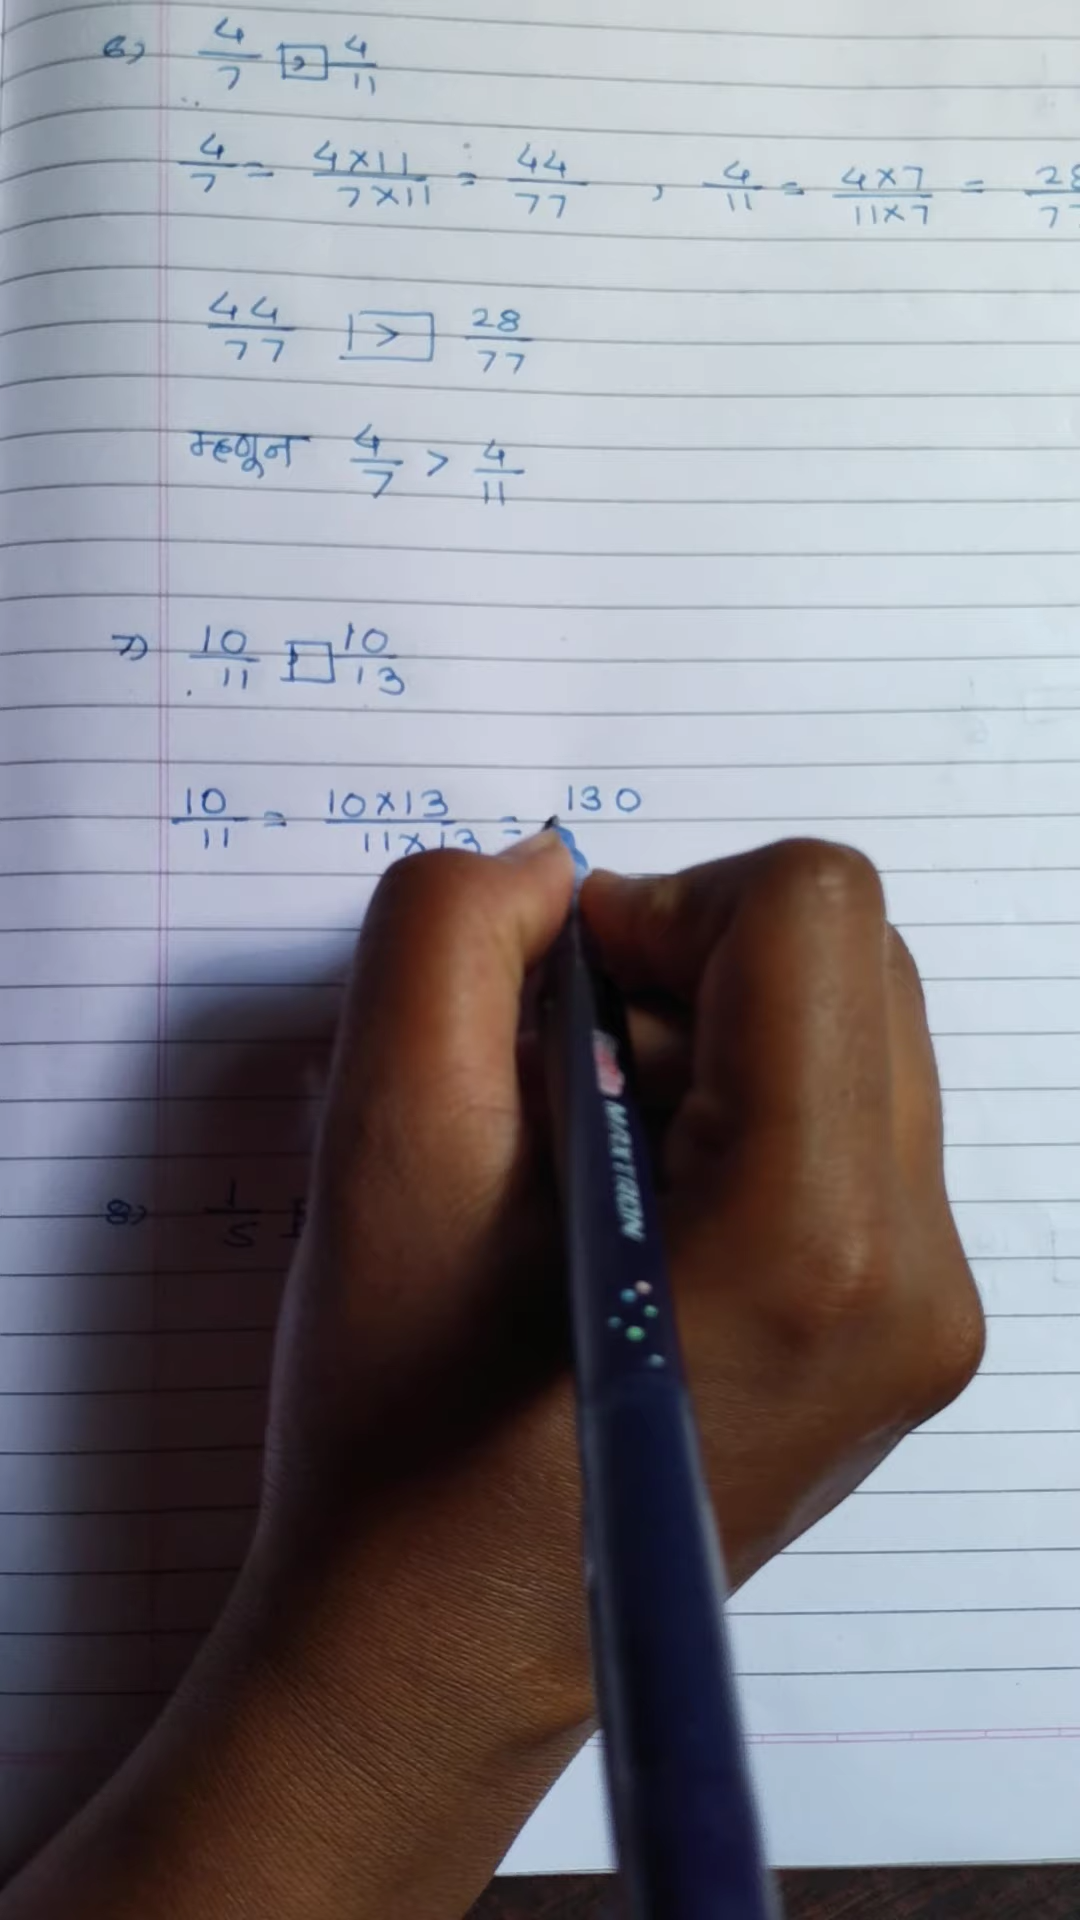 6) 4/7 [>] 4/11
4/7 = 4×11/7×11 = 44/77 , 4/11 = 4×7/11×7 = 28/77
44/77 [>] 28/77
म्हणून 4/7 > 4/11
7) 10/11 □ 10/13
10/11 = 10×13/11×13 = 130
8) 1/5
MAXTRON